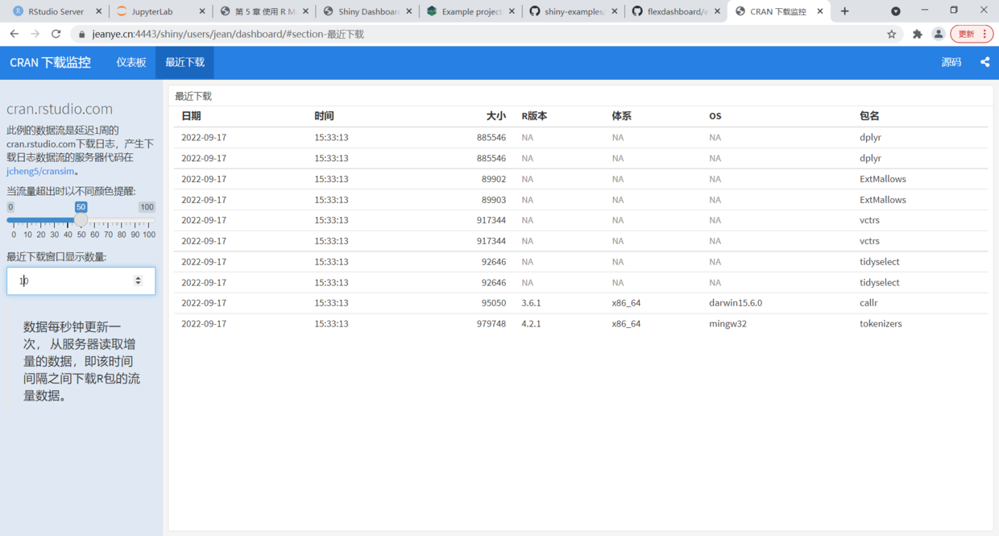 RStudio Server
JupyterLab
第 5 章 使用 R Ma
Shiny Dashboard
Example project
shiny-examples/
flexdashboard/e
CRAN 下载监控
jeanye.cn:4443/shiny/users/jean/dashboard/#section-最近下载
更新
CRAN 下载监控 仪表板 最近下载 源码
cran.rstudio.com
此例的数据流是延迟1周的
cran.rstudio.com下载日志，产生下
载日志数据流的服务器代码在
jcheng5/cransim。
当流量超出时以不同颜色提醒:
0 50 100
0 10 20 30 40 50 60 70 80 90 100
最近下载窗口显示数量:
10
数据每秒钟更新一
次， 从服务器读取增
量的数据，即该时间
间隔之间下载R包的流
量数据。
最近下载
日期 时间 大小 R版本 体系 OS 包名
2022-09-17 15:33:13 885546 NA NA NA dplyr
2022-09-17 15:33:13 885546 NA NA NA dplyr
2022-09-17 15:33:13 89902 NA NA NA ExtMallows
2022-09-17 15:33:13 89903 NA NA NA ExtMallows
2022-09-17 15:33:13 917344 NA NA NA vctrs
2022-09-17 15:33:13 917344 NA NA NA vctrs
2022-09-17 15:33:13 92646 NA NA NA tidyselect
2022-09-17 15:33:13 92646 NA NA NA tidyselect
2022-09-17 15:33:13 95050 3.6.1 x86_64 darwin15.6.0 callr
2022-09-17 15:33:13 979748 4.2.1 x86_64 mingw32 tokenizers